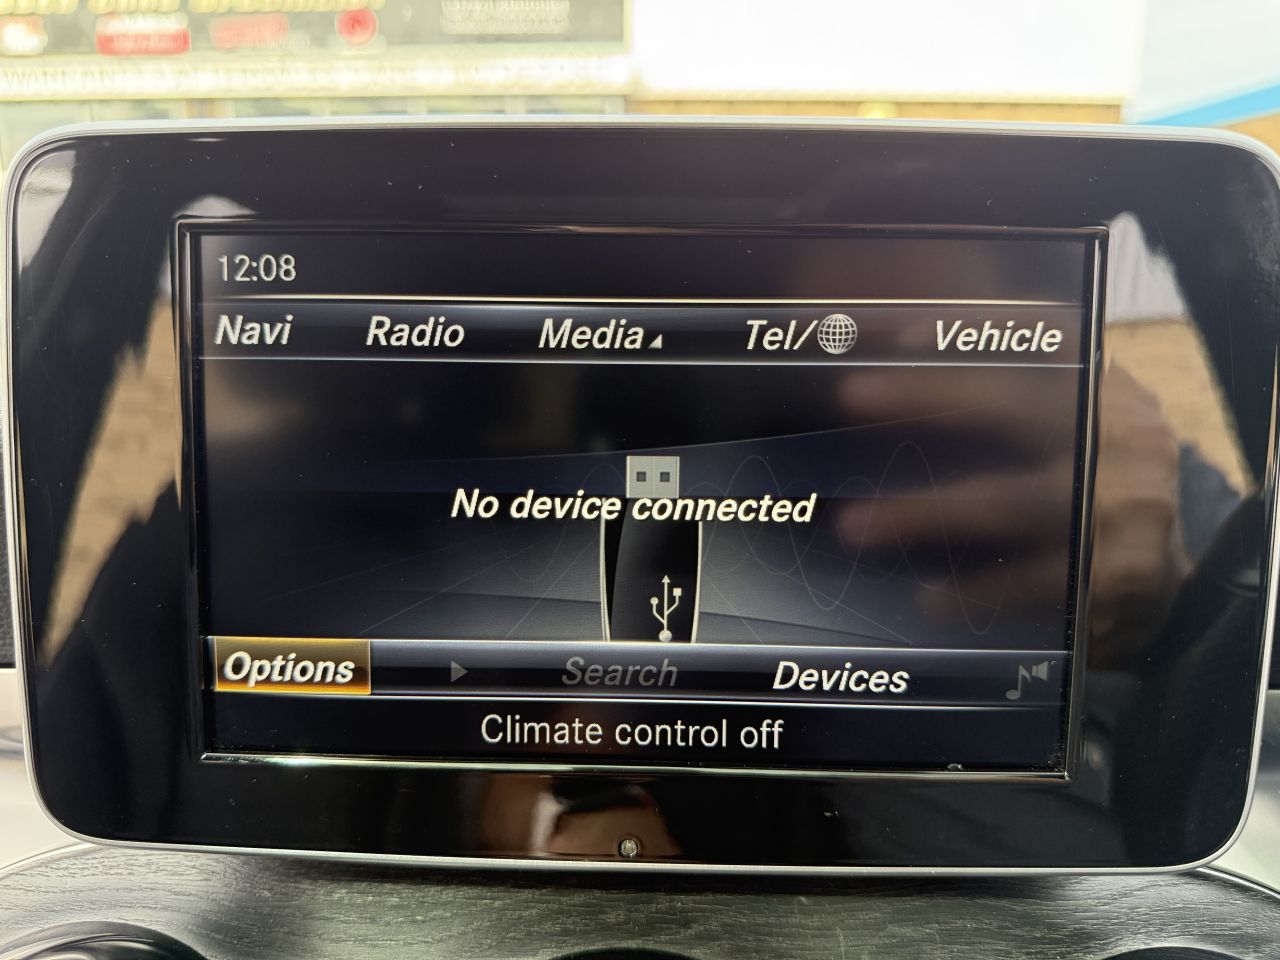 12:08
Navi Radio Media Tel/ Vehicle
No device connected
Options Search Devices
Climate control off